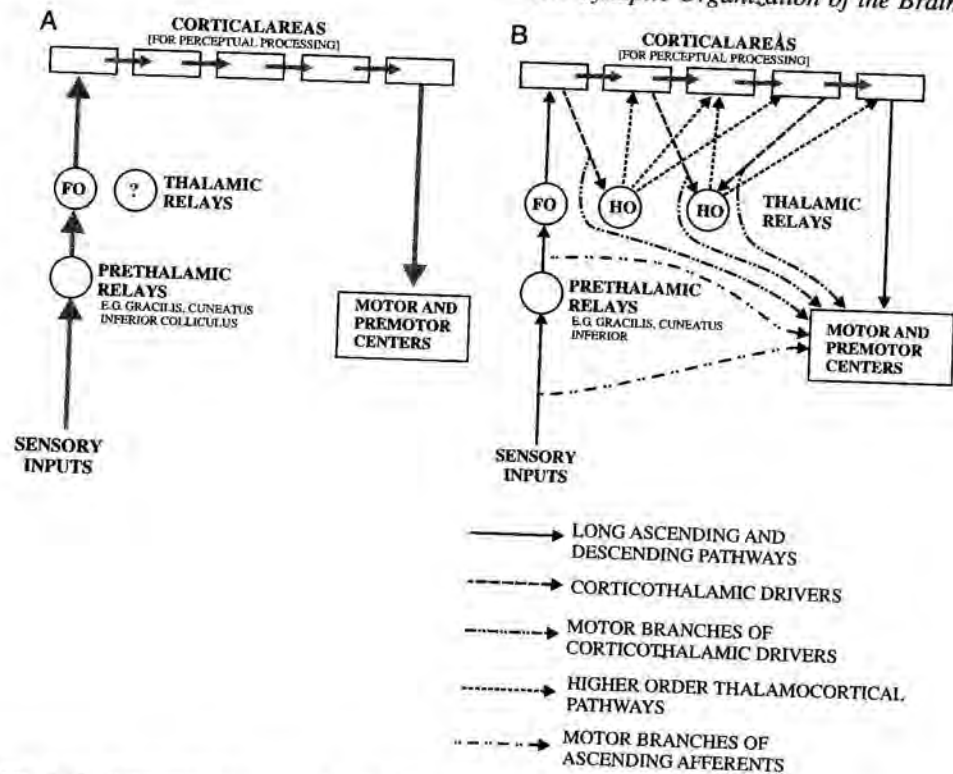 Organization of the Brain
A
CORTICALAREAS
[FOR PERCEPTUAL PROCESSING]
FO
?
THALAMIC
RELAYS
PRETHALAMIC
RELAYS
E.G. GRACILIS, CUNEATUS
INFERIOR COLLICULUS
MOTOR AND
PREMOTOR
CENTERS
SENSORY
INPUTS
B
CORTICALAREAS
[FOR PERCEPTUAL PROCESSING]
FO
HO
HO
THALAMIC
RELAYS
PRETHALAMIC
RELAYS
E.G. GRACILIS, CUNEATUS
INFERIOR
MOTOR AND
PREMOTOR
CENTERS
SENSORY
INPUTS
LONG ASCENDING AND
DESCENDING PATHWAYS
CORTICOTHALAMIC DRIVERS
MOTOR BRANCHES OF
CORTICOTHALAMIC DRIVERS
HIGHER ORDER THALAMOCORTICAL
PATHWAYS
MOTOR BRANCHES OF
ASCENDING AFFERENTS